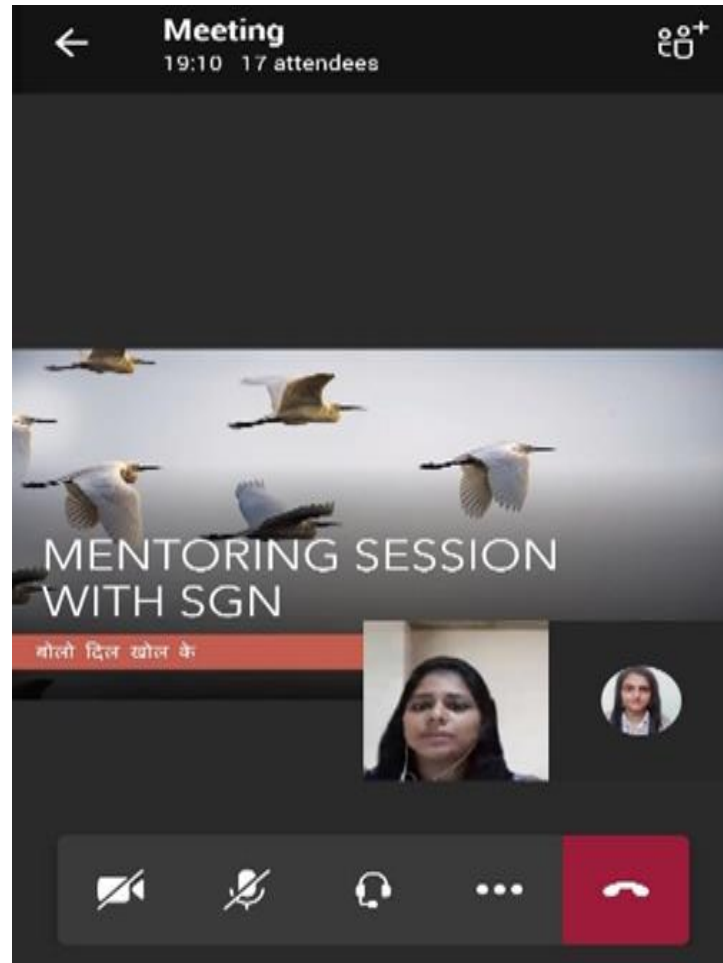 Meeting
19:10 17 attendees
MENTORING SESSION
WITH SGN
बोलो दिल खोल के